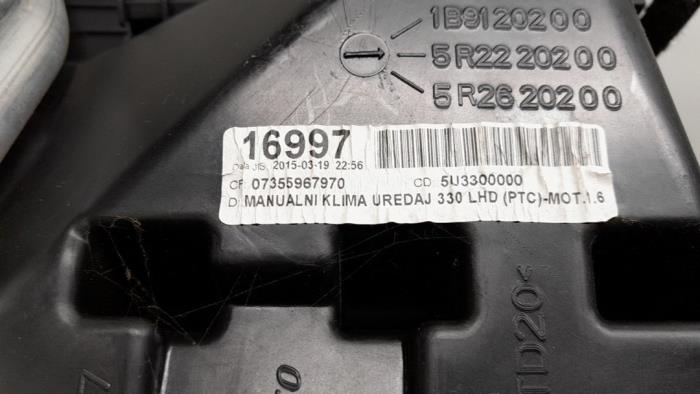 1B9120200
5R2220200
5R2620200
16997
Data JIS. 2015-03-19 22:56
CF 07355967970 CD 5U3300000
D: MANUALNI KLIMA UREDAJ 330 LHD (PTC)-MOT.1.6
TD20<